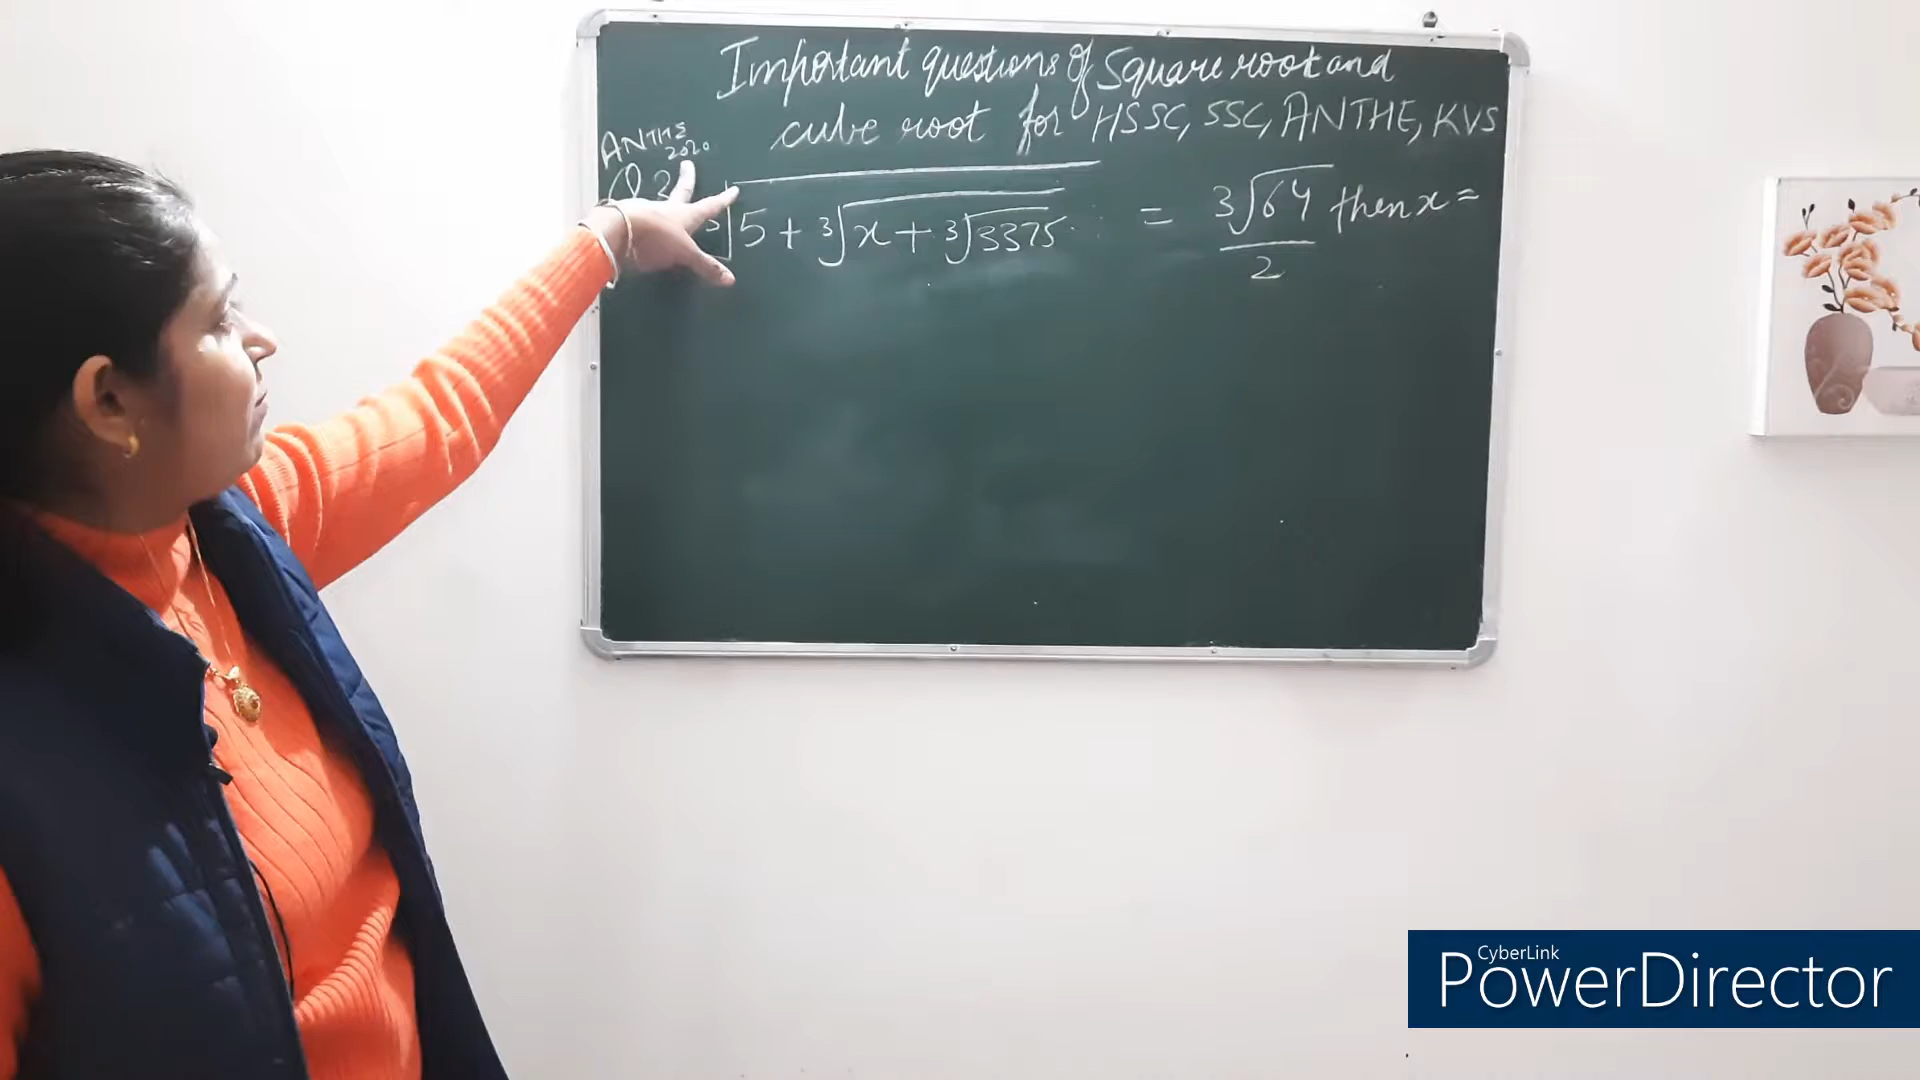 Important questions of Square root and
cube root for HSSC, SSC, ANTHE, KVS
ANTHE
2020
Q 3
∛(5 + ∛(x + ∛3375)) = ∛64 / 2 then x =
CyberLink
PowerDirector